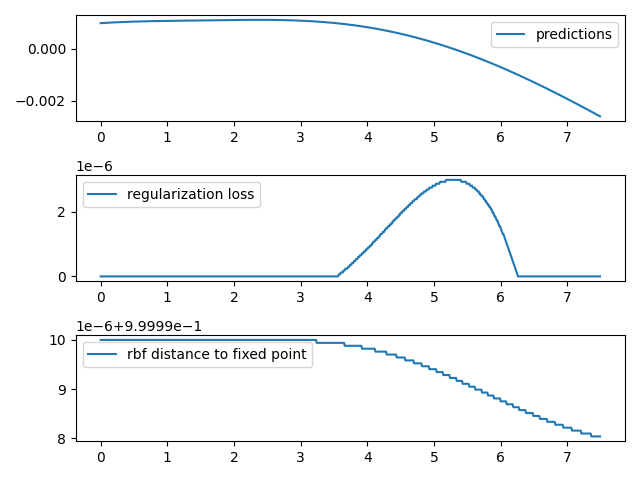 0.000
−0.002
predictions
0 1 2 3 4 5 6 7
1e−6
2
0
regularization loss
0 1 2 3 4 5 6 7
1e−6+9.9999e−1
10
9
8
rbf distance to fixed point
0 1 2 3 4 5 6 7